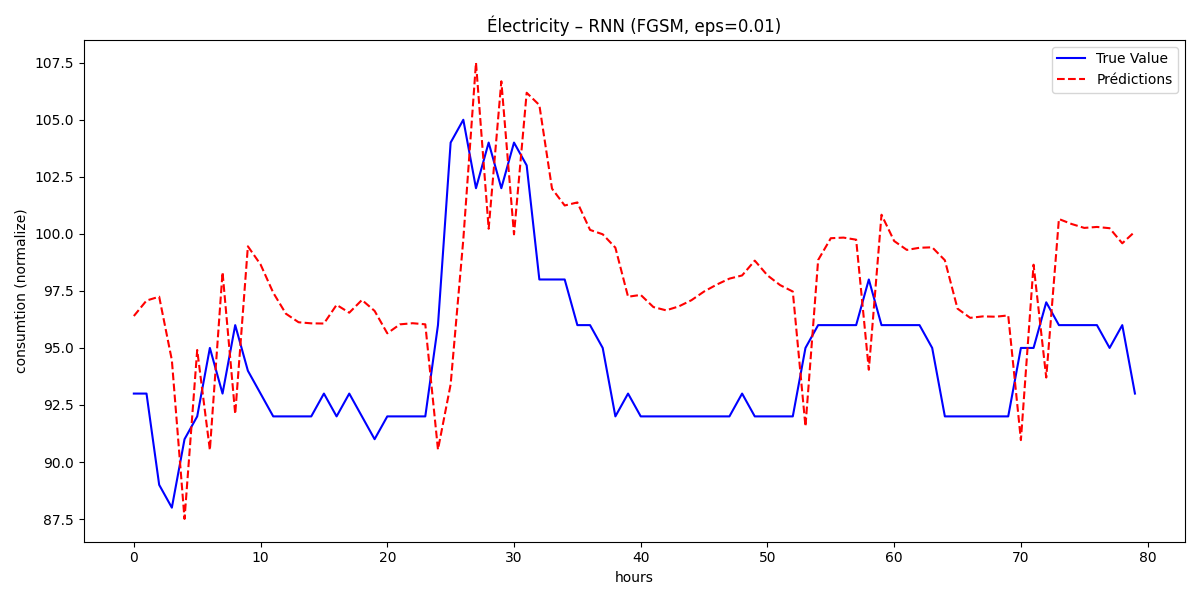 Électricity – RNN (FGSM, eps=0.01)
True Value
Prédictions
consumtion (normalize)
107.5
105.0
102.5
100.0
97.5
95.0
92.5
90.0
87.5
0 10 20 30 40 50 60 70 80
hours